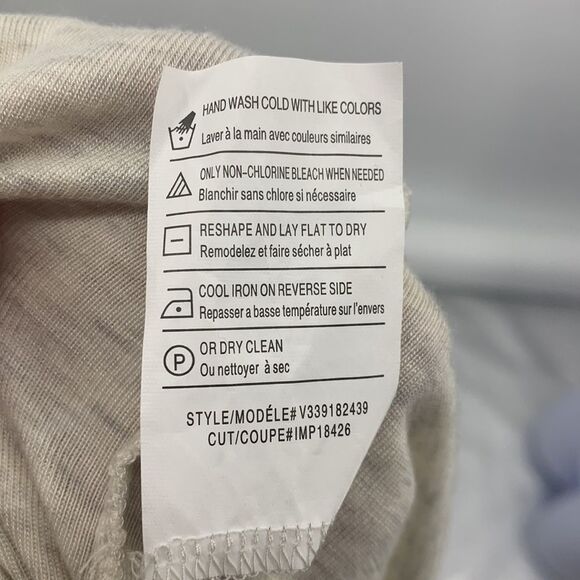 HAND WASH COLD WITH LIKE COLORS
Laver à la main avec couleurs similaires
ONLY NON-CHLORINE BLEACH WHEN NEEDED
Blanchir sans chlore si nécessaire
RESHAPE AND LAY FLAT TO DRY
Remodelez et faire sécher à plat
COOL IRON ON REVERSE SIDE
Repasser a basse température sur l'envers
P
OR DRY CLEAN
Ou nettoyer à sec
STYLE/MODÉLE# V339182439
CUT/COUPE#IMP18426